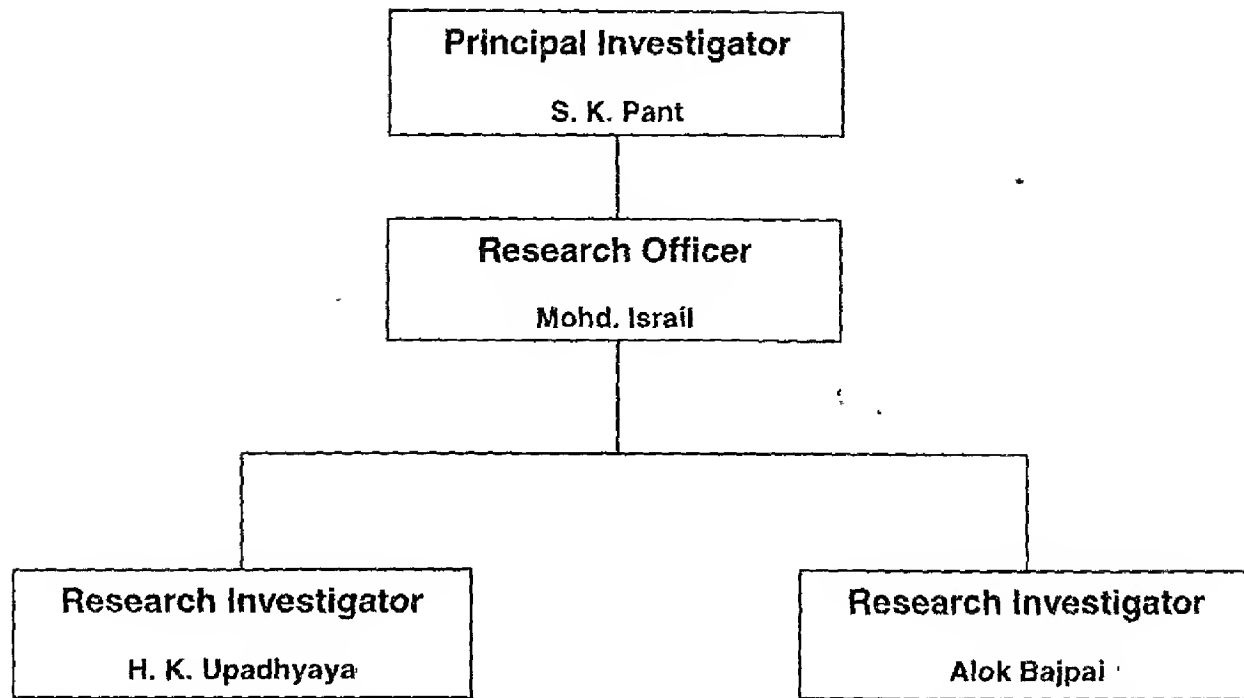 Principal Investigator
S. K. Pant
Research Officer
Mohd. Israil
Research Investigator
H. K. Upadhyaya
Research Investigator
Alok Bajpai